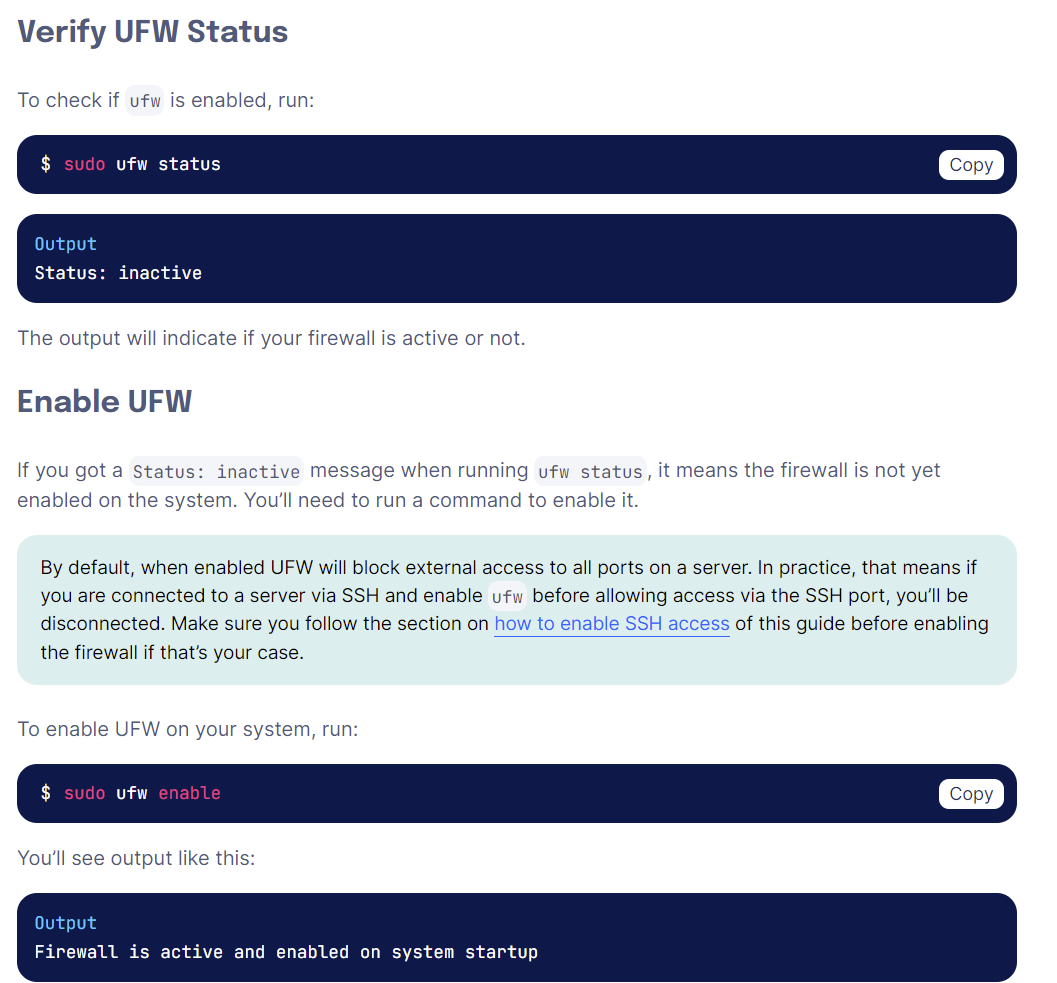 Verify UFW Status
To check if ufw is enabled, run:
$ sudo ufw status
Copy
Output
Status: inactive
The output will indicate if your firewall is active or not.
Enable UFW
If you got a Status: inactive message when running ufw status, it means the firewall is not yet
enabled on the system. You’ll need to run a command to enable it.
By default, when enabled UFW will block external access to all ports on a server. In practice, that means if
you are connected to a server via SSH and enable ufw before allowing access via the SSH port, you’ll be
disconnected. Make sure you follow the section on how to enable SSH access of this guide before enabling
the firewall if that’s your case.
To enable UFW on your system, run:
$ sudo ufw enable
Copy
You’ll see output like this:
Output
Firewall is active and enabled on system startup